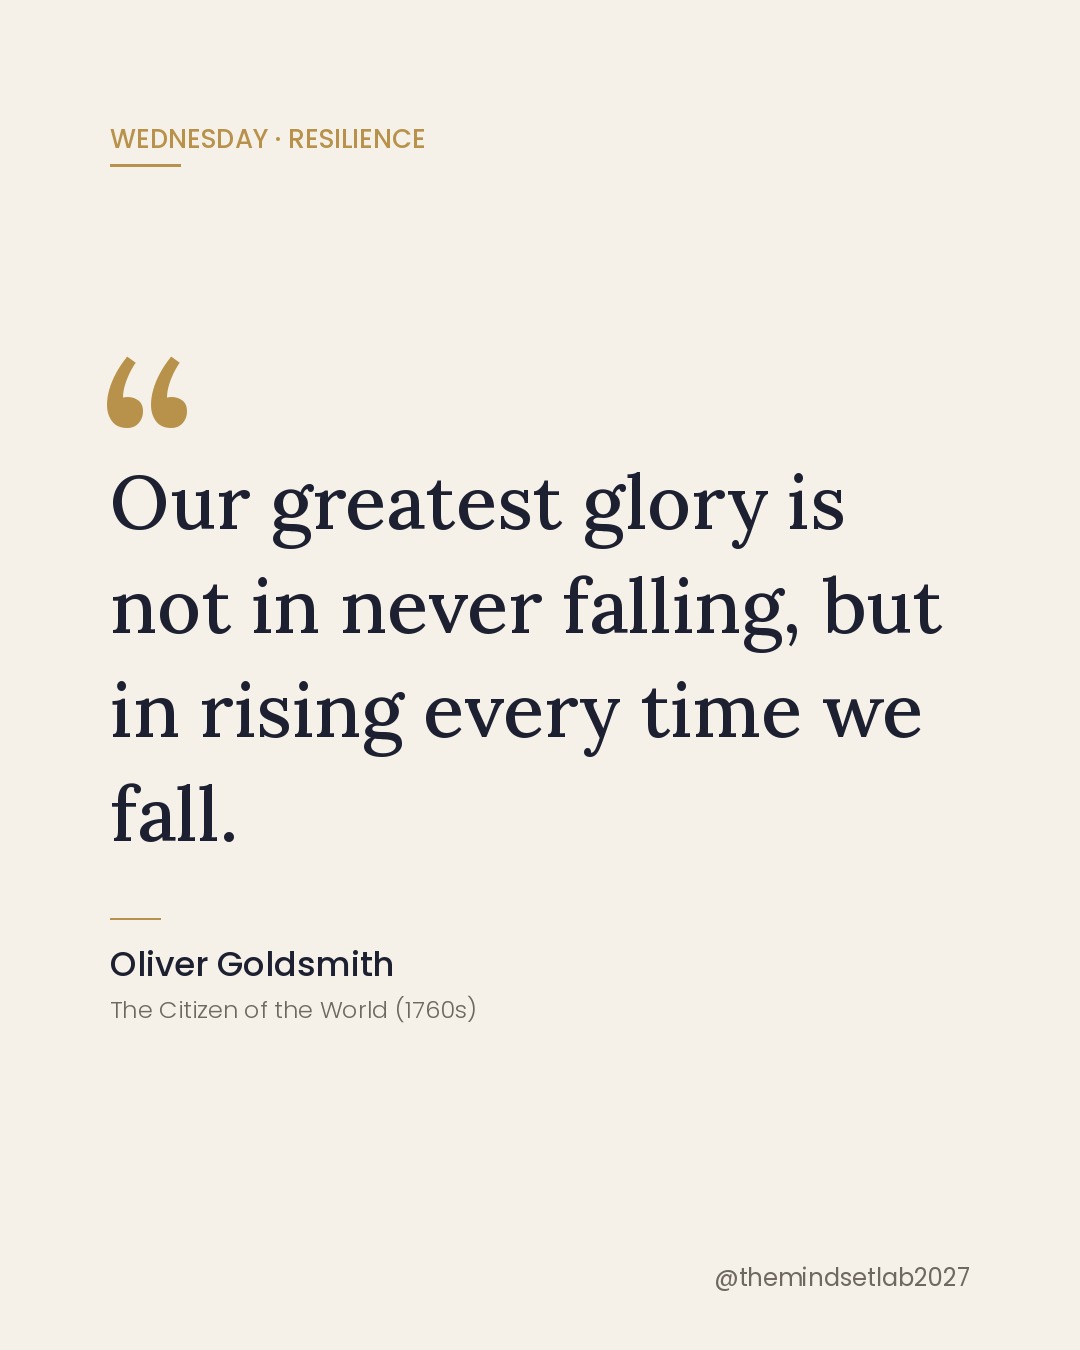 WEDNESDAY · RESILIENCE
“
Our greatest glory is
not in never falling, but
in rising every time we
fall.
Oliver Goldsmith
The Citizen of the World (1760s)
@themindsetlab2027